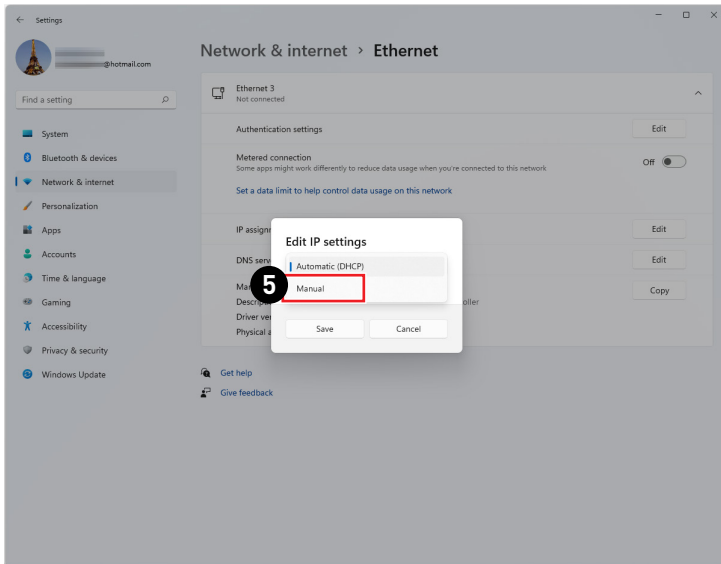 Settings
@hotmail.com
Find a setting
System
Bluetooth & devices
Network & internet
Personalization
Apps
Accounts
Time & language
Gaming
Accessibility
Privacy & security
Windows Update
Network & internet > Ethernet
Ethernet 3
Not connected
Authentication settings
Edit
Metered connection
Some apps might work differently to reduce data usage when you're connected to this network
Off
Set a data limit to help control data usage on this network
IP assign
Edit
DNS serv
Edit
Copy
Descrip
oller
Driver ver
Physical a
Edit IP settings
Automatic (DHCP)
5
Manual
Save
Cancel
Get help
Give feedback